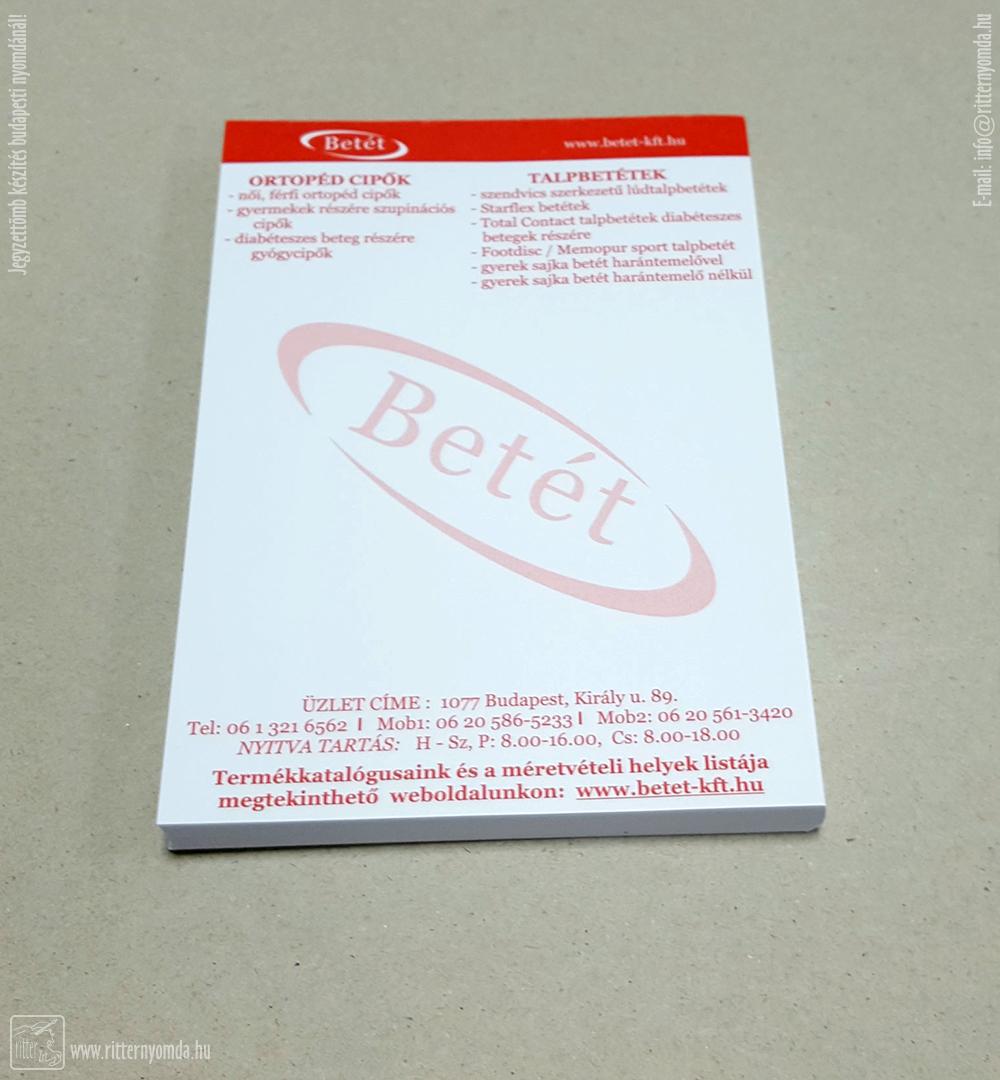 Jegyzettömb készítés budapesti nyomdánál!
E-mail: info@ritternyomda.hu
Betét
www.betet-kft.hu
ORTOPÉD CIPŐK
- női, férfi ortopéd cipők
- gyermekek részére szupinációs
cipők
- diabéteszes beteg részére
gyógycipők
TALPBETÉTEK
- szendvics szerkezetű lúdtalpbetétek
- Starflex betétek
- Total Contact talpbetétek diabéteszes
betegek részére
- Footdisc / Memopur sport talpbetét
- gyerek sajka betét harántemelővel
- gyerek sajka betét harántemelő nélkül
Betét
ÜZLET CÍME : 1077 Budapest, Király u. 89.
Tel: 06 1 321 6562 | Mob1: 06 20 586-5233 | Mob2: 06 20 561-3420
NYITVA TARTÁS: H - Sz, P: 8.00-16.00, Cs: 8.00-18.00
Termékkatalógusaink és a méretvételi helyek listája
megtekinthető weboldalunkon: www.betet-kft.hu
ritter
www.ritternyomda.hu